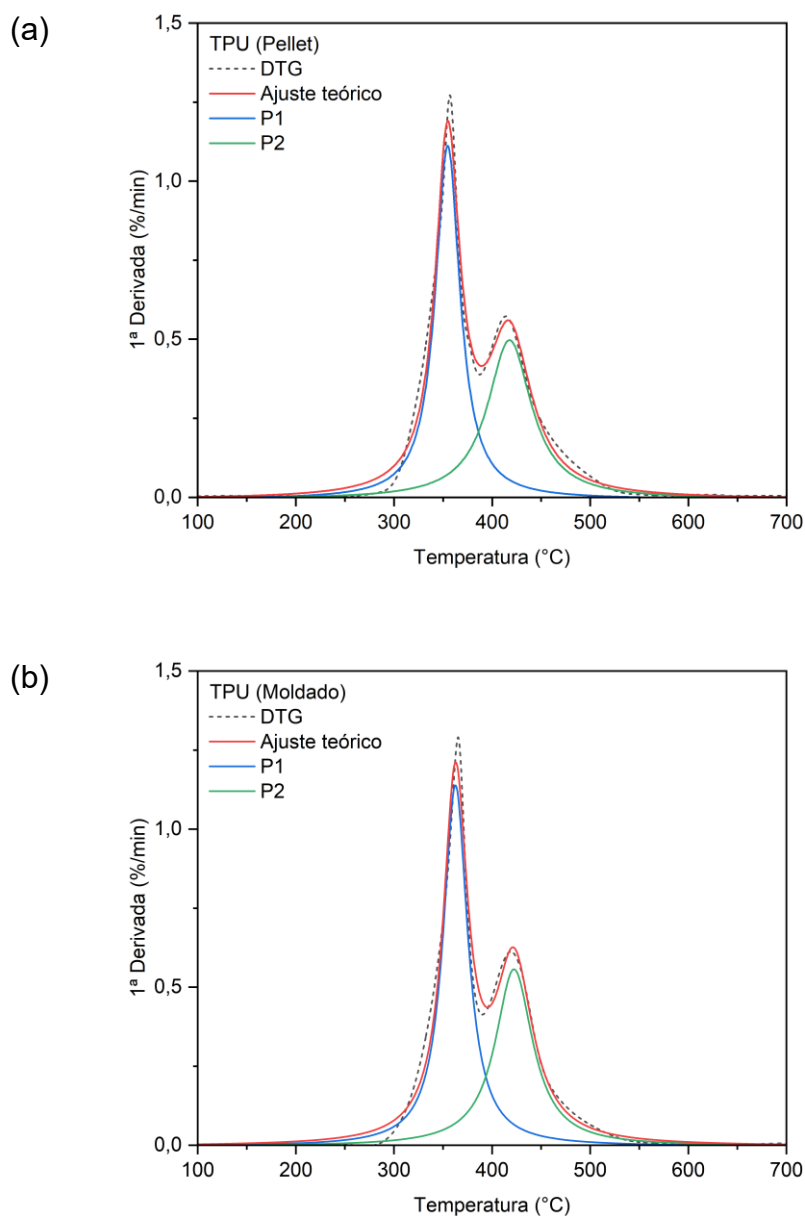 (a)
TPU (Pellet)
DTG
Ajuste teórico
P1
P2
1ª Derivada (%/min)
1,5
1,0
0,5
0,0
100 200 300 400 500 600 700
Temperatura (°C)
(b)
TPU (Moldado)
DTG
Ajuste teórico
P1
P2
1ª Derivada (%/min)
1,5
1,0
0,5
0,0
100 200 300 400 500 600 700
Temperatura (°C)